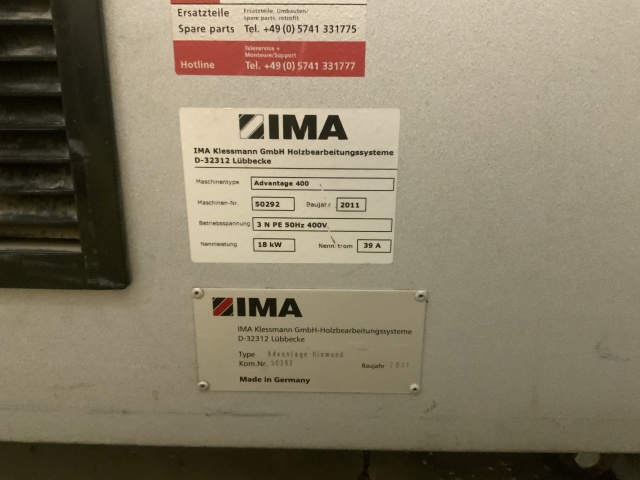 Ersatzteile Ersatzteile, Umbauten/
spare parts, retrofit
Spare parts Tel. +49 (0) 5741 331775
Teleservice +
Monteure/Support
Hotline Tel. +49 (0) 5741 331777
IMA
IMA Klessmann GmbH Holzbearbeitungssysteme
D-32312 Lübbecke
Maschinentype Advantage 400
Maschinen-Nr. 50292 Baujahr 2011
Betriebsspannung 3 N PE 50Hz 400V
Nennleistung 18 kW Nennstrom 39 A
IMA
IMA Klessmann GmbH-Holzbearbeitungssysteme
D-32312 Lübbecke
Type Advantage Diamond
Kom.Nr. 50292 Baujahr 2011
Made in Germany